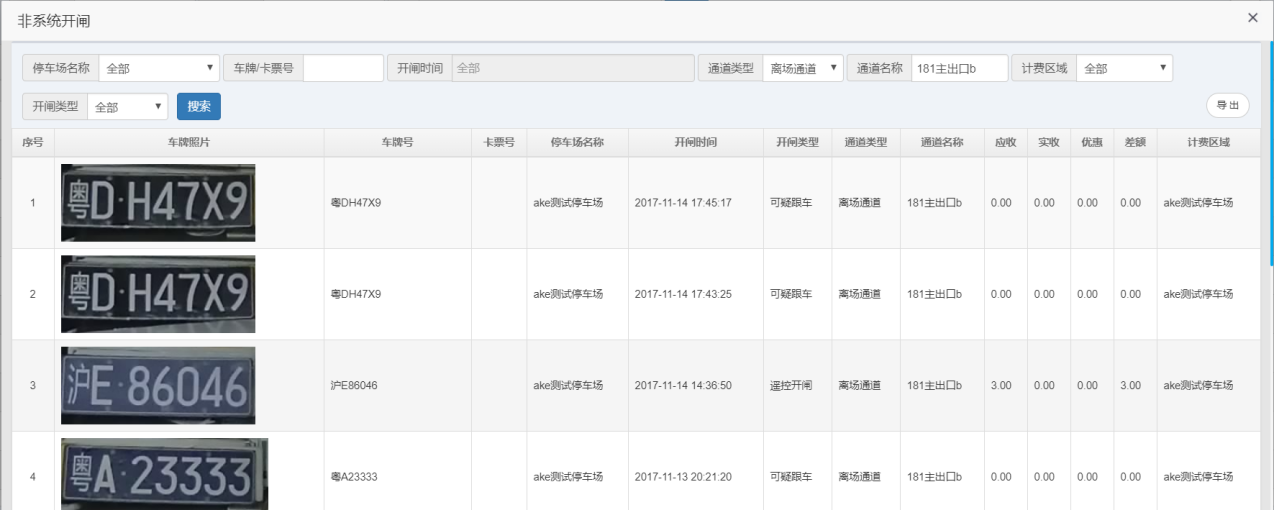 非系统开闸 ×
停车场名称 全部 车牌/卡票号 开闸时间 全部 通道类型 离场通道 通道名称 181主出口b 计费区域 全部
开闸类型 全部 搜索 导出
序号 车牌照片 车牌号 卡票号 停车场名称 开闸时间 开闸类型 通道类型 通道名称 应收 实收 优惠 差额 计费区域
1 粤D·H47X9 粤DH47X9 ake测试停车场 2017-11-14 17:45:17 可疑跟车 离场通道 181主出口b 0.00 0.00 0.00 0.00 ake测试停车场
2 粤D·H47X9 粤DH47X9 ake测试停车场 2017-11-14 17:43:25 可疑跟车 离场通道 181主出口b 0.00 0.00 0.00 0.00 ake测试停车场
3 沪E·86046 沪E86046 ake测试停车场 2017-11-14 14:36:50 遥控开闸 离场通道 181主出口b 3.00 0.00 0.00 3.00 ake测试停车场
4 粤A·23333 粤A23333 ake测试停车场 2017-11-13 20:21:20 可疑跟车 离场通道 181主出口b 0.00 0.00 0.00 0.00 ake测试停车场